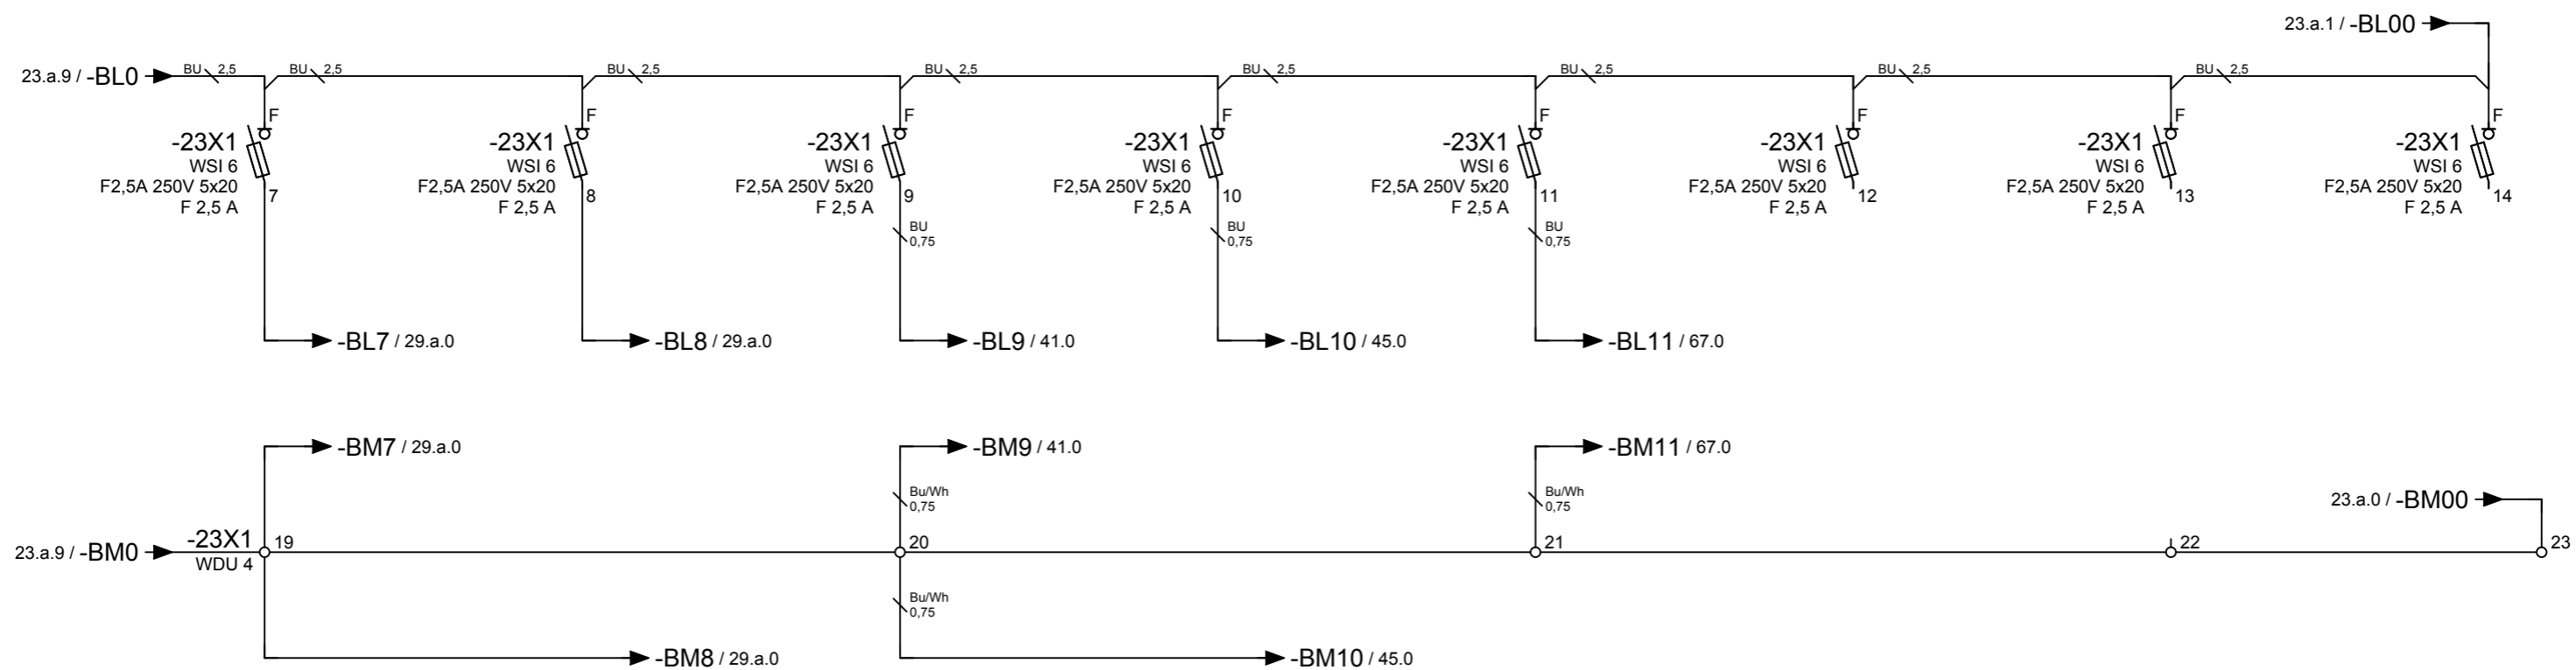 23.a.1 / -BL00
23.a.9 / -BL0 BU 2,5 BU 2,5 BU 2,5 BU 2,5 BU 2,5 BU 2,5 BU 2,5 BU 2,5
F F F F F F F F
-23X1 -23X1 -23X1 -23X1 -23X1 -23X1 -23X1 -23X1
WSI 6 WSI 6 WSI 6 WSI 6 WSI 6 WSI 6 WSI 6 WSI 6
F2,5A 250V 5x20 F2,5A 250V 5x20 F2,5A 250V 5x20 F2,5A 250V 5x20 F2,5A 250V 5x20 F2,5A 250V 5x20 F2,5A 250V 5x20 F2,5A 250V 5x20
7 8 9 10 11 12 13 14
F 2,5 A F 2,5 A F 2,5 A F 2,5 A F 2,5 A F 2,5 A F 2,5 A F 2,5 A
BU BU BU
0,75 0,75 0,75
-BL7 / 29.a.0 -BL8 / 29.a.0 -BL9 / 41.0 -BL10 / 45.0 -BL11 / 67.0
-BM7 / 29.a.0 -BM9 / 41.0 -BM11 / 67.0
Bu/Wh Bu/Wh
0,75 0,75
23.a.0 / -BM00
-23X1 19 20 21 22 23
23.a.9 / -BM0
WDU 4
Bu/Wh
0,75
-BM8 / 29.a.0 -BM10 / 45.0